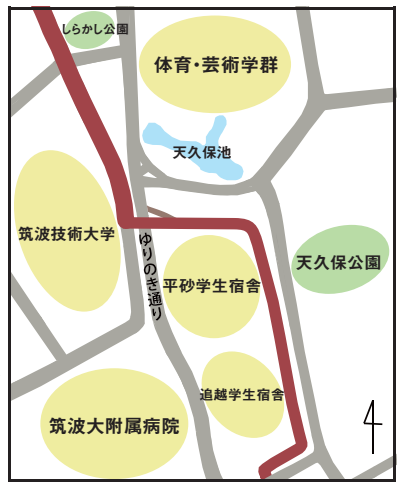 しらかし公園
体育・芸術学群
天久保池
筑波技術大学
ゆりのき通り
天久保公園
平砂学生宿舎
追越学生宿舎
筑波大附属病院